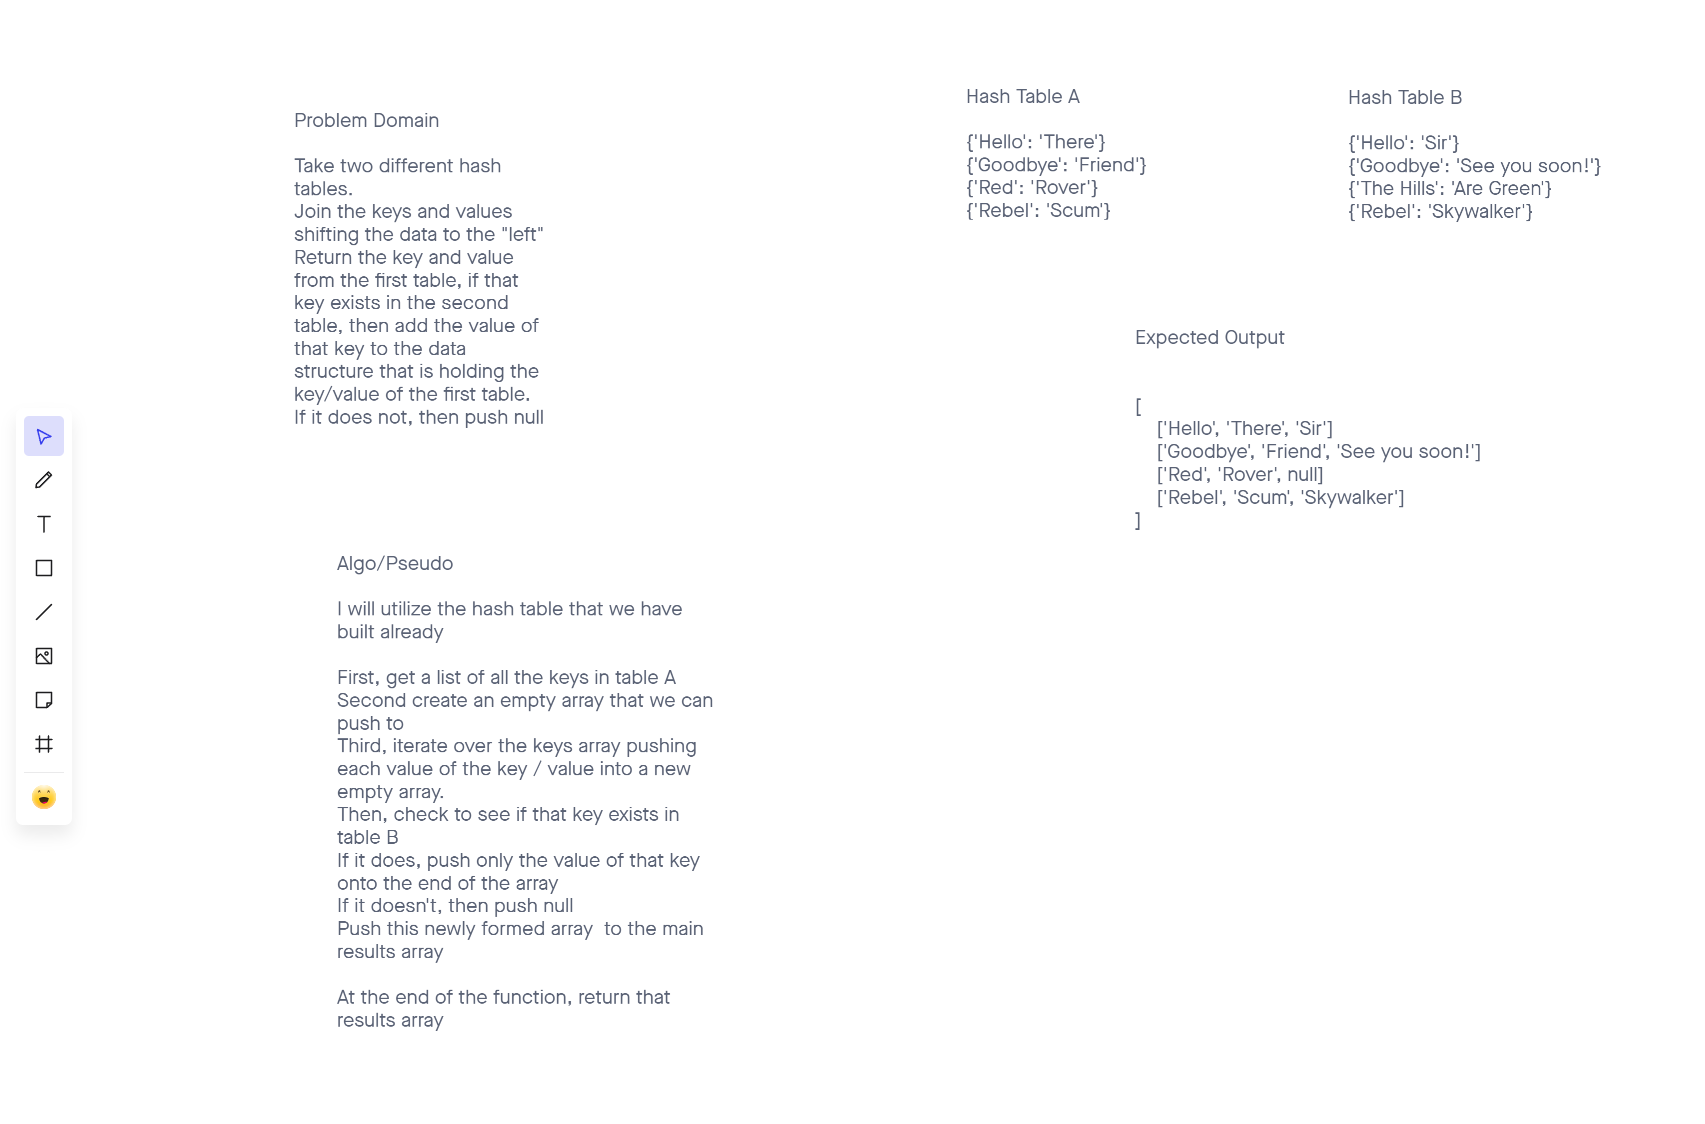 Problem Domain
Take two different hash
tables.
Join the keys and values
shifting the data to the "left"
Return the key and value
from the first table, if that
key exists in the second
table, then add the value of
that key to the data
structure that is holding the
key/value of the first table.
If it does not, then push null
Algo/Pseudo
I will utilize the hash table that we have
built already
First, get a list of all the keys in table A
Second create an empty array that we can
push to
Third, iterate over the keys array pushing
each value of the key / value into a new
empty array.
Then, check to see if that key exists in
table B
If it does, push only the value of that key
onto the end of the array
If it doesn't, then push null
Push this newly formed array  to the main
results array
At the end of the function, return that
results array
Hash Table A
{'Hello': 'There'}
{'Goodbye': 'Friend'}
{'Red': 'Rover'}
{'Rebel': 'Scum'}
Hash Table B
{'Hello': 'Sir'}
{'Goodbye': 'See you soon!'}
{'The Hills': 'Are Green'}
{'Rebel': 'Skywalker'}
Expected Output
[
['Hello', 'There', 'Sir']
['Goodbye', 'Friend', 'See you soon!']
['Red', 'Rover', null]
['Rebel', 'Scum', 'Skywalker']
]